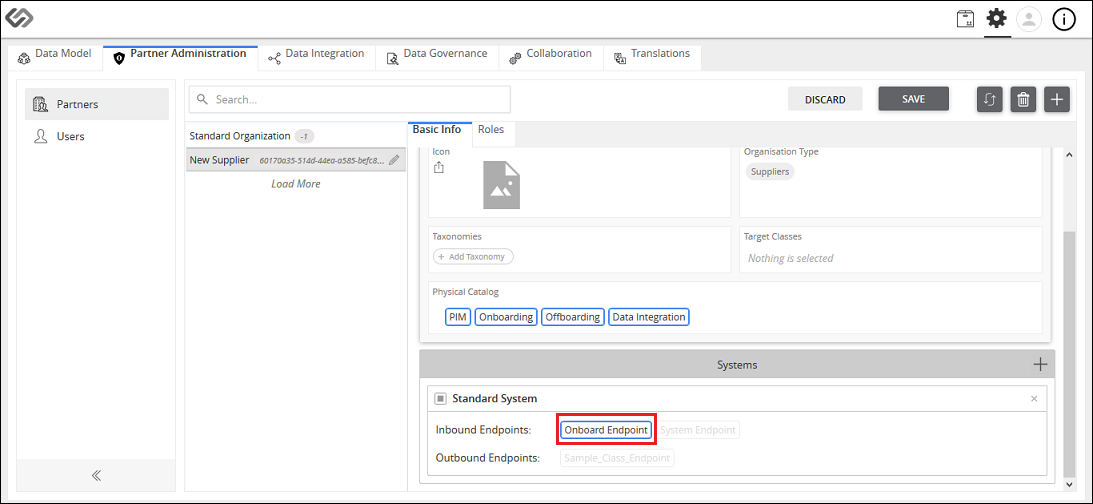 Data Model
Partner Administration
Data Integration
Data Governance
Collaboration
Translations
Partners
Users
Search...
DISCARD
SAVE
Standard Organization -1
New Supplier 60170a35-514d-44ea-a585-befc8...
Load More
Basic Info
Roles
Icon
Organisation Type
Suppliers
Taxonomies
+ Add Taxonomy
Target Classes
Nothing is selected
Physical Catalog
PIM Onboarding Offboarding Data Integration
Systems
Standard System
Inbound Endpoints: Onboard Endpoint System Endpoint
Outbound Endpoints: Sample_Class_Endpoint